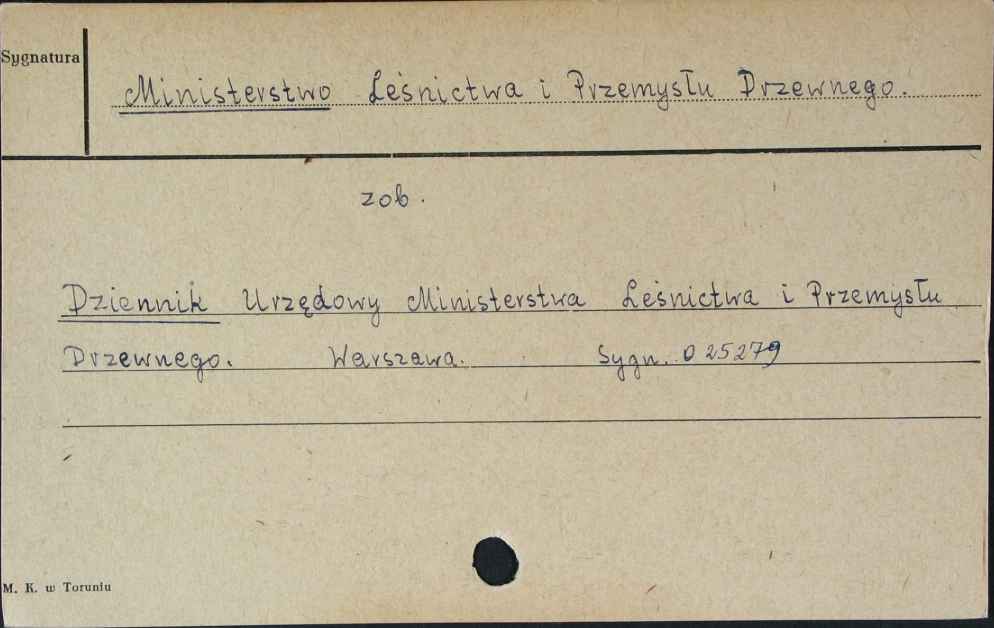 Sygnatura
Ministerstwo Leśnictwa i Przemysłu Drzewnego.
zob.
Dziennik Urzędowy Ministerstwa Leśnictwa i Przemysłu
Drzewnego. Warszawa. Sygn. 025279
M. K. w Toruniu